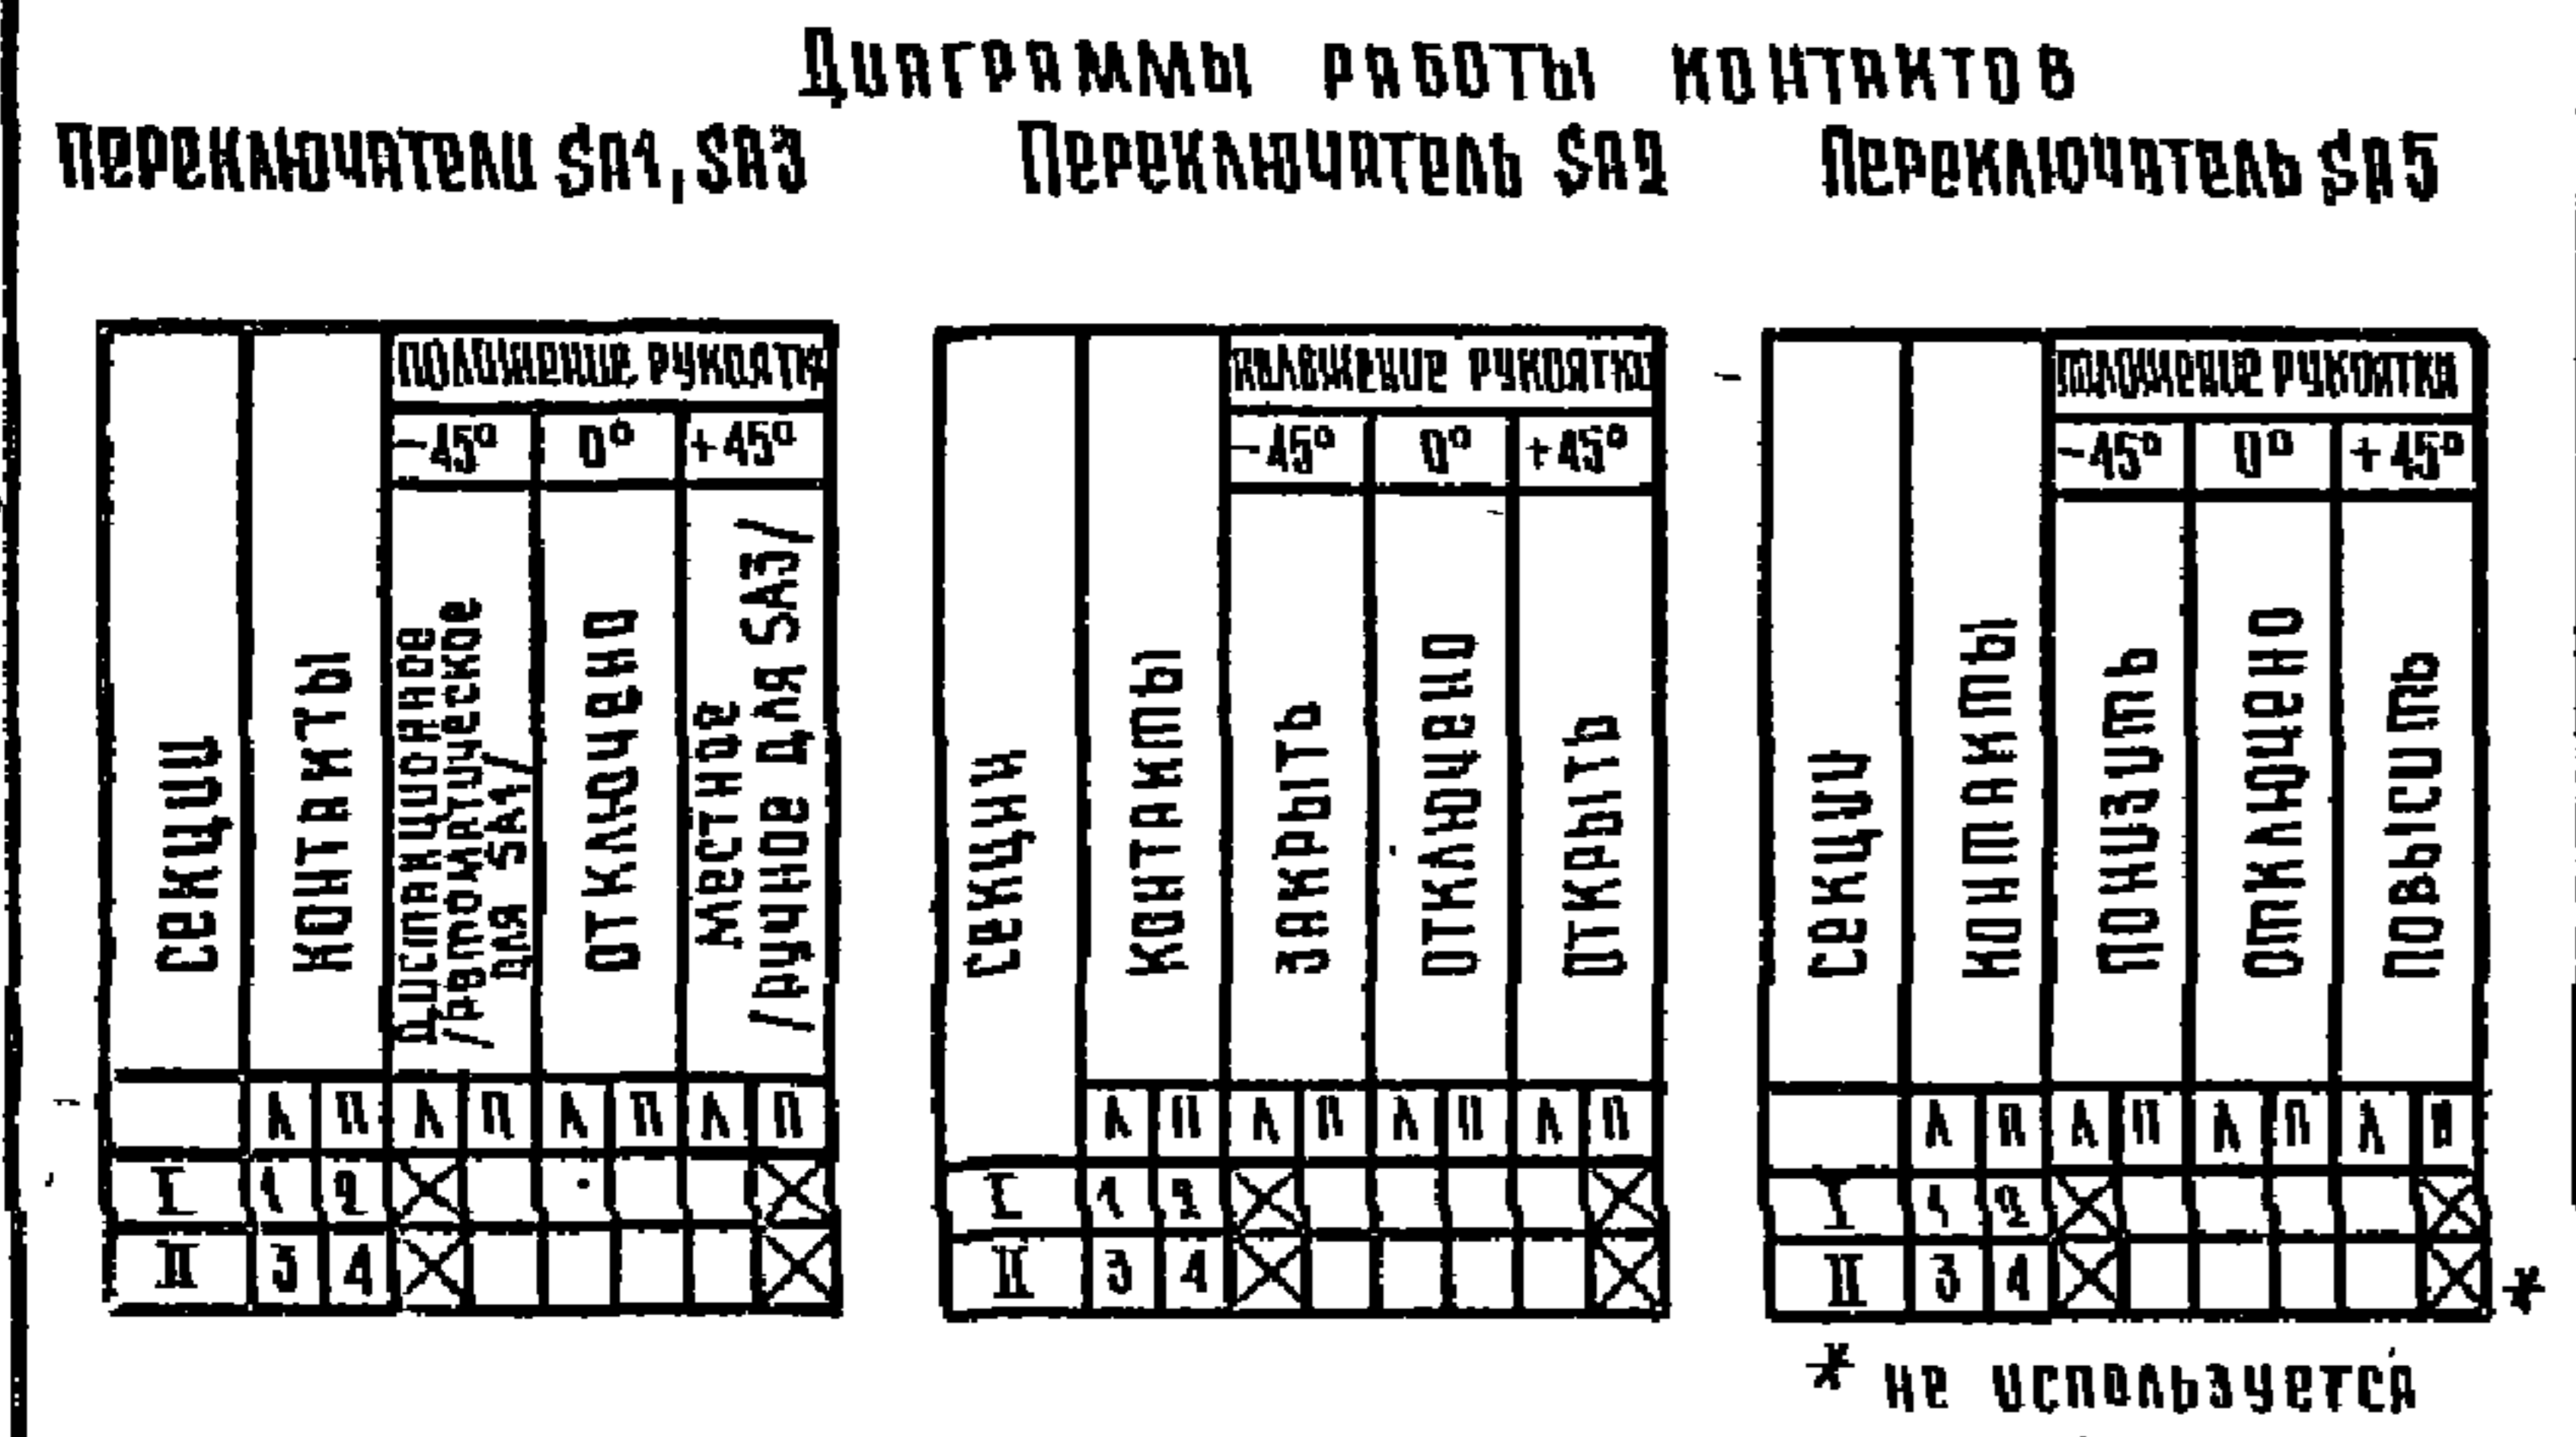 Диаграммы работы контактов
Переключатели SA1, SA3
Переключатель SA2
Переключатель SA5
секции
контакты
положение рукоятки
-45° 0° +45°
Дистанционное
/автоматическое
для SA1/
отключено
местное
/ручное для SA3/
Л П Л П Л П Л П
I 1 2
II 3 4
секции
контакты
положение рукоятки
-45° 0° +45°
закрыть
отключено
открыть
Л П Л П Л П Л П
I 1 2
II 3 4
секции
контакты
положение рукоятки
-45° 0° +45°
понизить
отключено
повысить
Л П Л П Л П Л П
I 1 2
II 3 4 *
* не используется